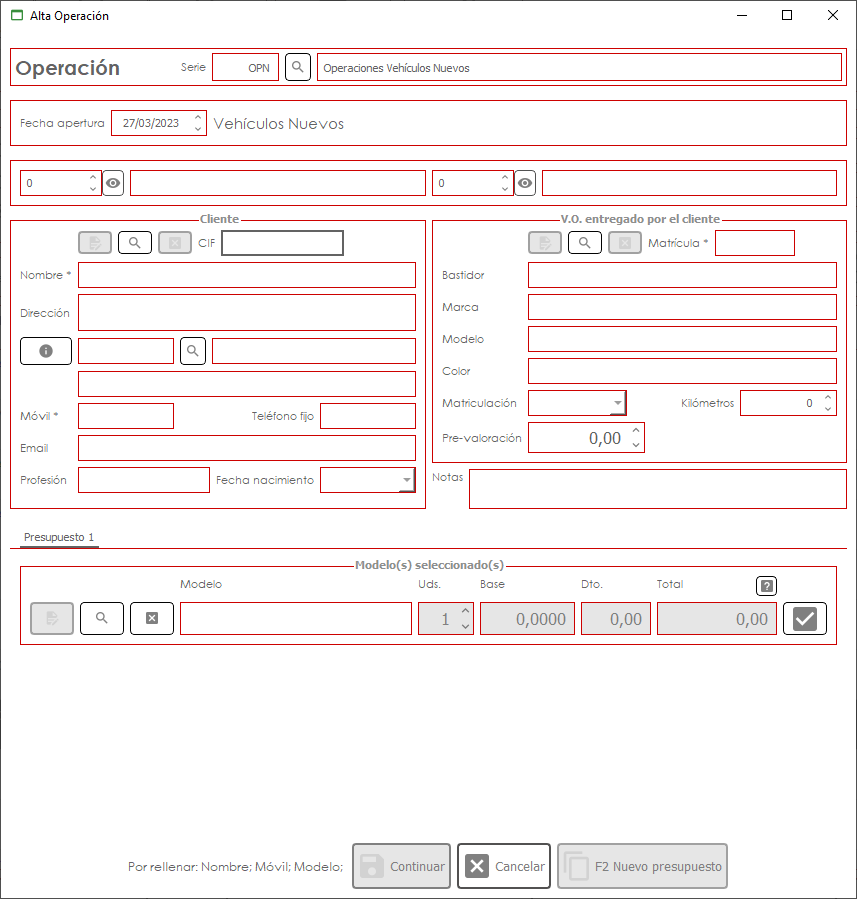 Alta Operación
Operación Serie OPN Operaciones Vehículos Nuevos
Fecha apertura 27/03/2023 Vehículos Nuevos
0 0
Cliente
CIF
Nombre *
Dirección
Móvil * Teléfono fijo
Email
Profesión Fecha nacimiento
V.O. entregado por el cliente
Matrícula *
Bastidor
Marca
Modelo
Color
Matriculación Kilómetros 0
Pre-valoración 0,00
Notas
Presupuesto 1
Modelo(s) seleccionado(s)
Modelo Uds. Base Dto. Total ?
1 0,0000 0,00 0,00
Por rellenar: Nombre; Móvil; Modelo; Continuar Cancelar F2 Nuevo presupuesto